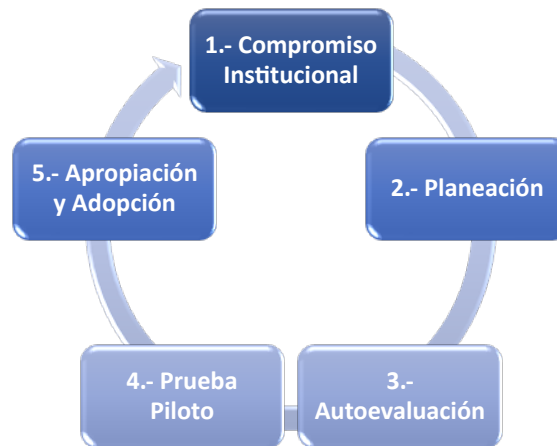 1.- Compromiso
Institucional
2.- Planeación
3.-
Autoevaluación
4.- Prueba
Piloto
5.- Apropiación
y Adopción